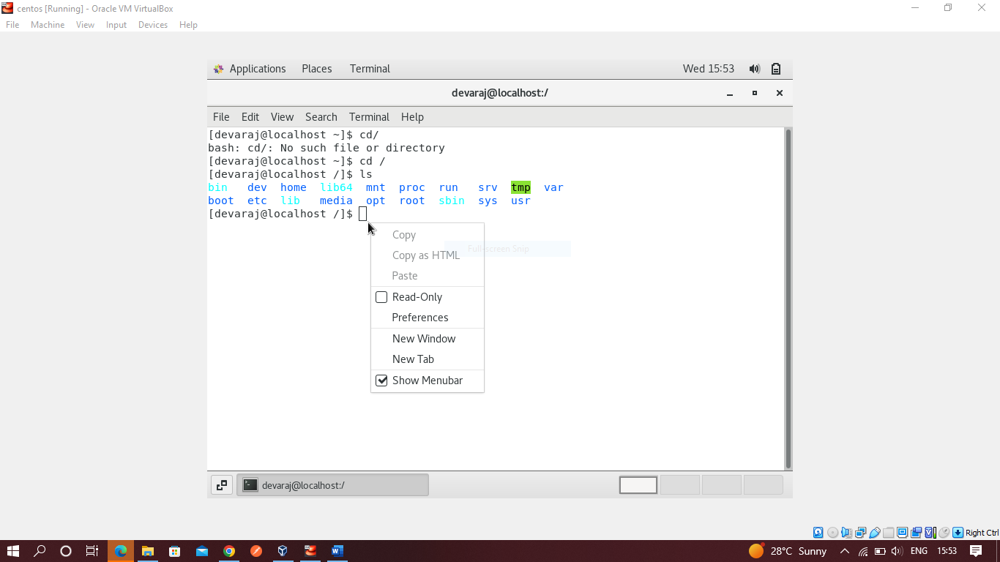 centos [Running] - Oracle VM VirtualBox
File Machine View Input Devices Help
Applications Places Terminal Wed 15:53
devaraj@localhost:/
File Edit View Search Terminal Help
[devaraj@localhost ~]$ cd/
bash: cd/: No such file or directory
[devaraj@localhost ~]$ cd /
[devaraj@localhost /]$ ls
bin dev home lib64 mnt proc run srv tmp var
boot etc lib media opt root sbin sys usr
[devaraj@localhost /]$
Copy
Full-screen Snip
Copy as HTML
Paste
Read-Only
Preferences
New Window
New Tab
Show Menubar
devaraj@localhost:/
Right Ctrl
28°C Sunny ENG 15:53